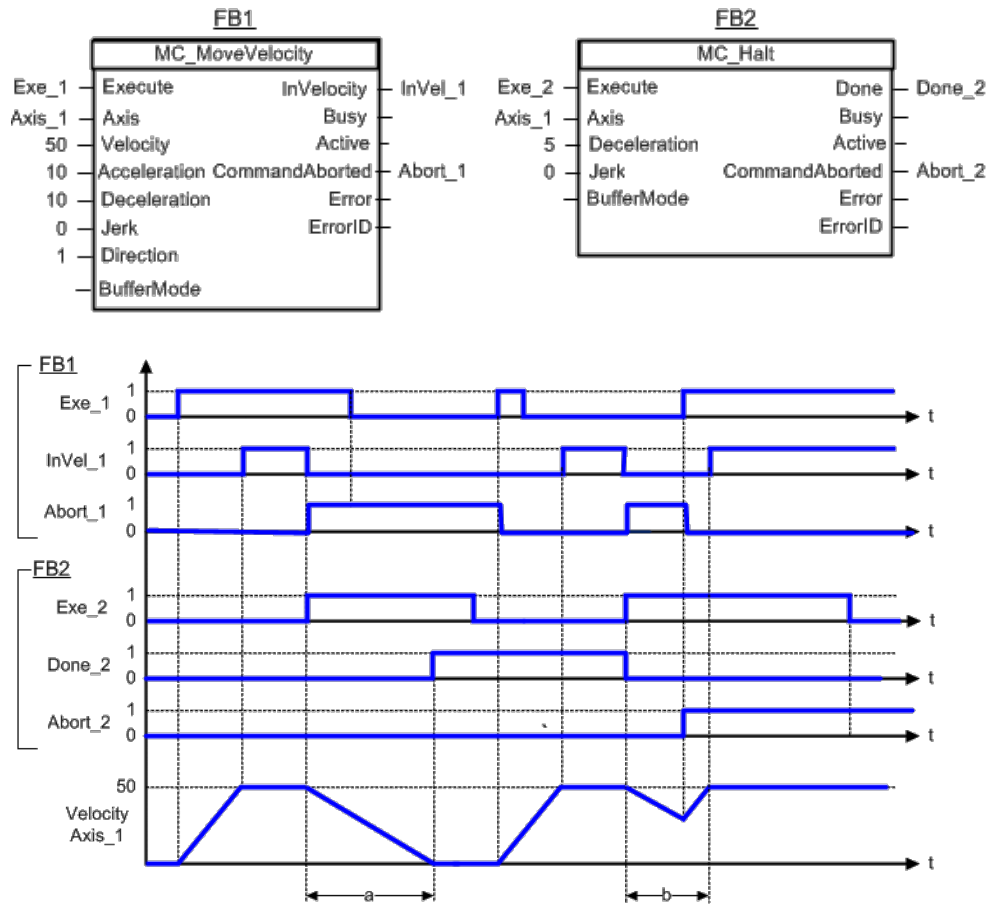 FB1
FB2
MC_MoveVelocity
MC_Halt
Exe_1 Execute InVelocity InVel_1
Axis_1 Axis Busy
50 Velocity Active
10 Acceleration CommandAborted Abort_1
10 Deceleration Error
0 Jerk ErrorID
1 Direction
BufferMode
Exe_2 Execute Done Done_2
Axis_1 Axis Busy
5 Deceleration Active
0 Jerk CommandAborted Abort_2
BufferMode Error
ErrorID
FB1
1
Exe_1
0
t
1
InVel_1
0
t
1
Abort_1
0
t
FB2
1
Exe_2
0
t
1
Done_2
0
t
1
Abort_2
0
t
50
Velocity
Axis_1
t
a
b